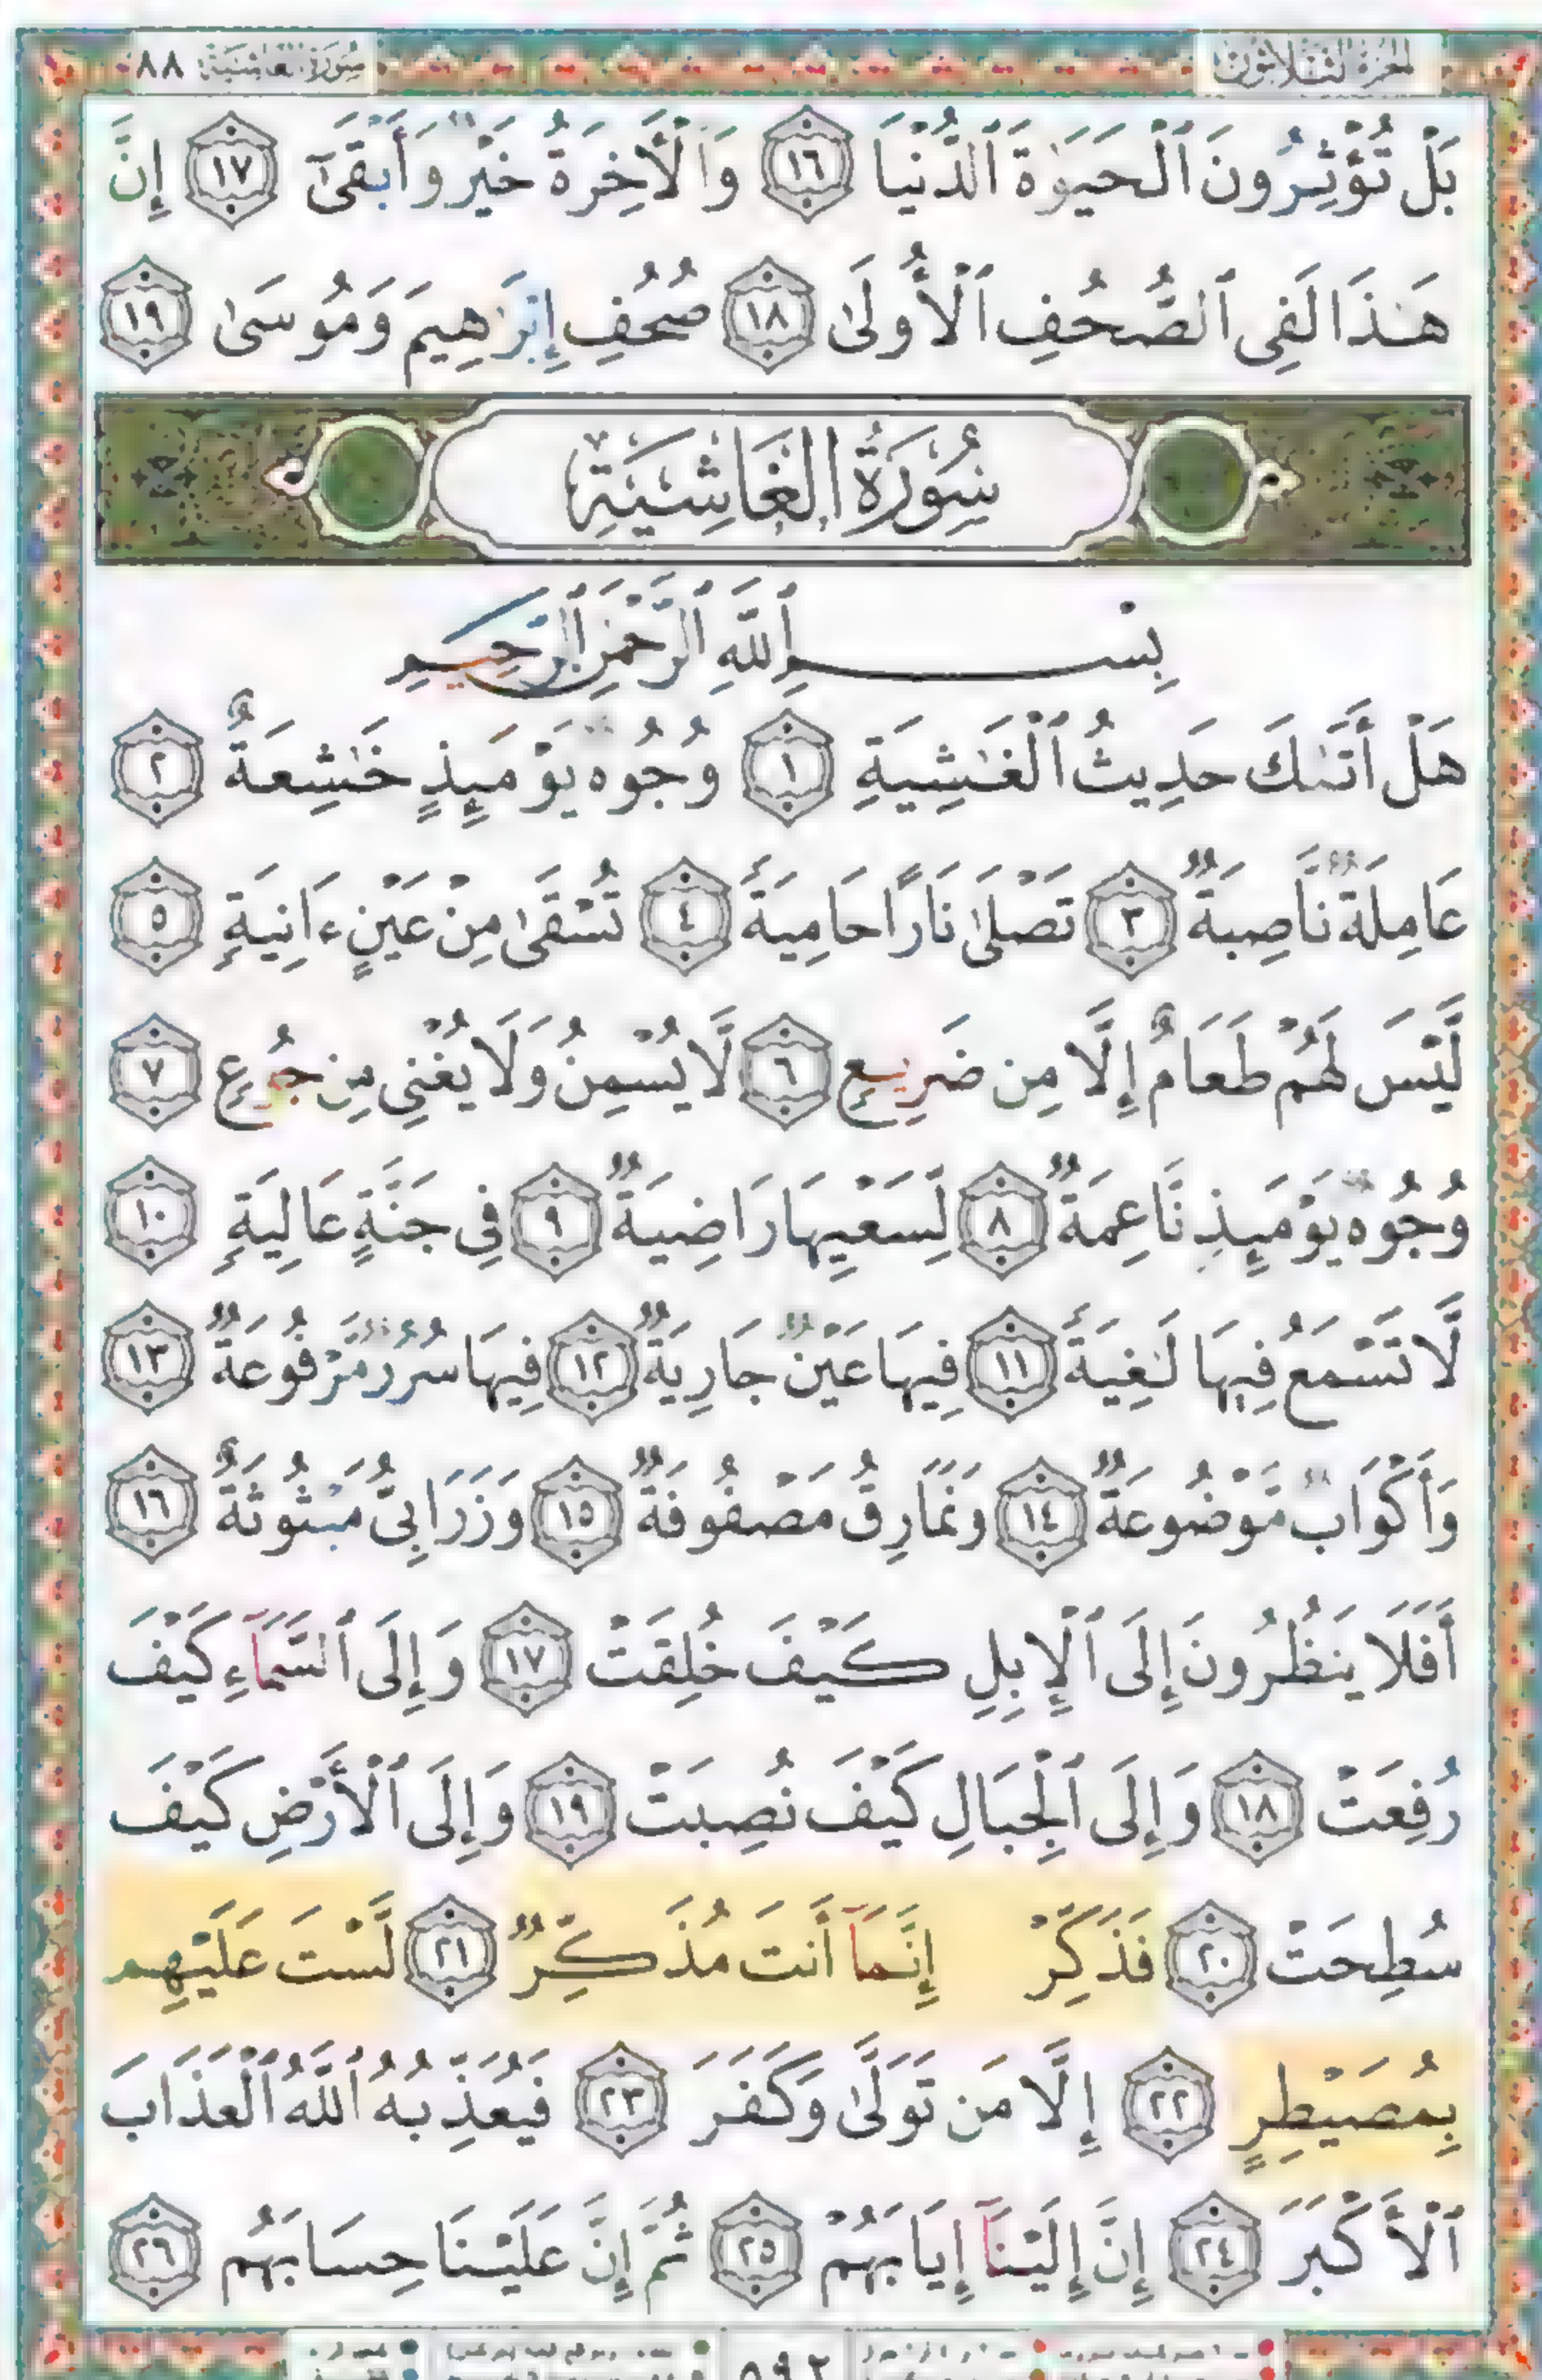 الجزء الثلاثون
سورة الغاشية ٨٨
بَلْ تُؤْثِرُونَ ٱلْحَيَوٰةَ ٱلدُّنْيَا ١٦ وَٱلْأَخِرَةُ خَيْرٌ وَأَبْقَىٰٓ ١٧ إِنَّ
هَـٰذَا لَفِى ٱلصُّحُفِ ٱلْأُولَىٰ ١٨ صُحُفِ إِبْرَٰهِيمَ وَمُوسَىٰ ١٩
سُورَةُ الغَاشِيَةِ
بِسْمِ ٱللَّهِ ٱلرَّحْمَٰنِ ٱلرَّحِيمِ
هَلْ أَتَىٰكَ حَدِيثُ ٱلْغَـٰشِيَةِ ١ وُجُوهٌ يَوْمَئِذٍ خَـٰشِعَةٌ ٢
عَامِلَةٌ نَّاصِبَةٌ ٣ تَصْلَىٰ نَارًا حَامِيَةً ٤ تُسْقَىٰ مِنْ عَيْنٍ ءَانِيَةٍ ٥
لَّيْسَ لَهُمْ طَعَامٌ إِلَّا مِن ضَرِيعٍ ٦ لَّا يُسْمِنُ وَلَا يُغْنِى مِن جُوعٍ ٧
وُجُوهٌ يَوْمَئِذٍ نَّاعِمَةٌ ٨ لِّسَعْيِهَا رَاضِيَةٌ ٩ فِى جَنَّةٍ عَالِيَةٍ ١٠
لَّا تَسْمَعُ فِيهَا لَـٰغِيَةً ١١ فِيهَا عَيْنٌ جَارِيَةٌ ١٢ فِيهَا سُرُرٌ مَّرْفُوعَةٌ ١٣
وَأَكْوَابٌ مَّوْضُوعَةٌ ١٤ وَنَمَارِقُ مَصْفُوفَةٌ ١٥ وَزَرَابِىُّ مَبْثُوثَةٌ ١٦
أَفَلَا يَنظُرُونَ إِلَى ٱلْإِبِلِ كَيْفَ خُلِقَتْ ١٧ وَإِلَى ٱلسَّمَآءِ كَيْفَ
رُفِعَتْ ١٨ وَإِلَى ٱلْجِبَالِ كَيْفَ نُصِبَتْ ١٩ وَإِلَى ٱلْأَرْضِ كَيْفَ
سُطِحَتْ ٢٠ فَذَكِّرْ إِنَّمَآ أَنتَ مُذَكِّرٌ ٢١ لَّسْتَ عَلَيْهِم
بِمُصَيْطِرٍ ٢٢ إِلَّا مَن تَوَلَّىٰ وَكَفَرَ ٢٣ فَيُعَذِّبُهُ ٱللَّهُ ٱلْعَذَابَ
ٱلْأَكْبَرَ ٢٤ إِنَّ إِلَيْنَآ إِيَابَهُمْ ٢٥ ثُمَّ إِنَّ عَلَيْنَا حِسَابَهُم ٢٦
٥٩٢